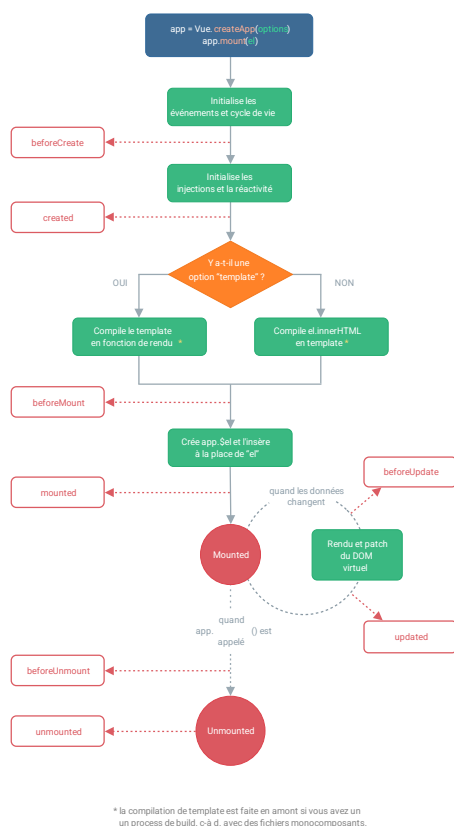 app = Vue.createApp(options)
app.mount(el)
Initialise les
événements et cycle de vie
beforeCreate
Initialise les
injections et la réactivité
created
Y a-t-il une
option "template" ?
OUI
NON
Compile le template
en fonction de rendu *
Compile el.innerHTML
en template *
beforeMount
Crée app.$el et l'insère
à la place de "el"
mounted
beforeUpdate
quand les données
changent
Mounted
Rendu et patch
du DOM
virtuel
updated
quand
app. () est
appelé
beforeUnmount
unmounted
Unmounted
* la compilation de template est faite en amont si vous avez un
un process de build, c-à d, avec des fichiers monocomposants.